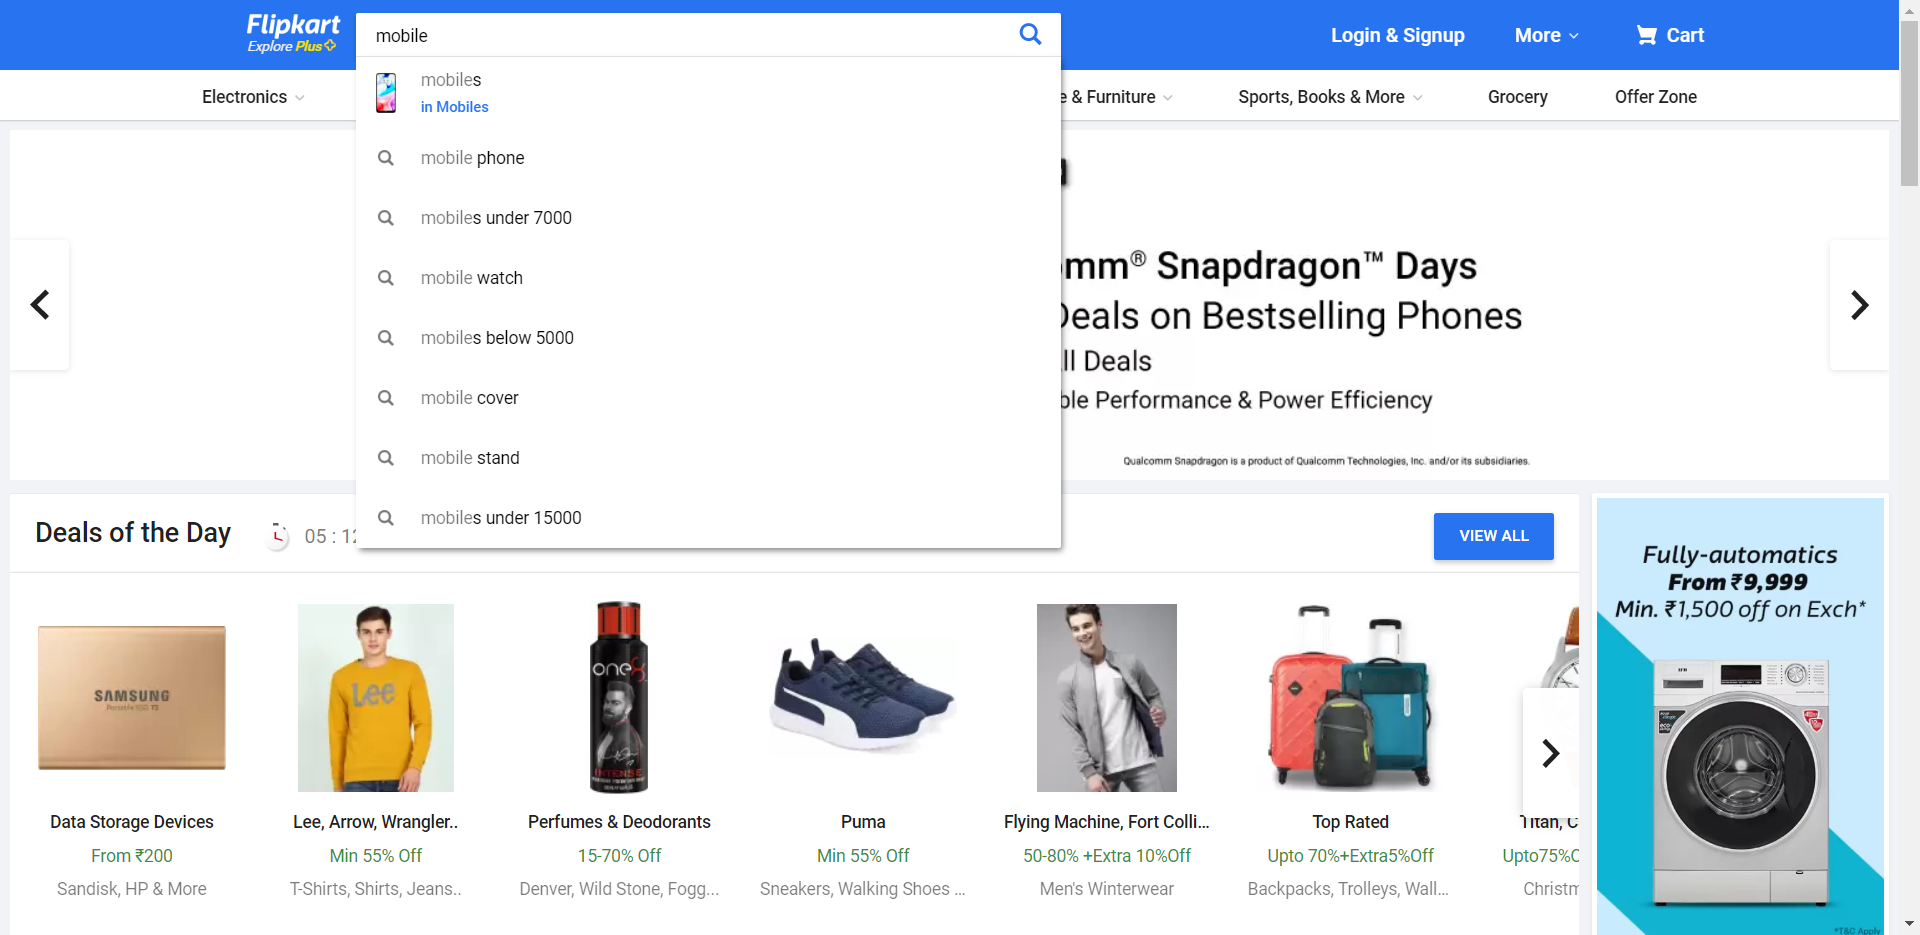 Flipkart
Explore Plus
mobile
Login & Signup
More
Cart
Electronics
e & Furniture
Sports, Books & More
Grocery
Offer Zone
mobiles
in Mobiles
mobile phone
mobiles under 7000
mobile watch
mobiles below 5000
mobile cover
mobile stand
mobiles under 15000
mm® Snapdragon™ Days
Deals on Bestselling Phones
ll Deals
ble Performance & Power Efficiency
Qualcomm Snapdragon is a product of Qualcomm Technologies, Inc. and/or its subsidiaries.
Deals of the Day
05 : 12
VIEW ALL
SAMSUNG
Portable SSD T5
Lee
one8
INTENSE
Data Storage Devices
From ₹200
Sandisk, HP & More
Lee, Arrow, Wrangler..
Min 55% Off
T-Shirts, Shirts, Jeans..
Perfumes & Deodorants
15-70% Off
Denver, Wild Stone, Fogg...
Puma
Min 55% Off
Sneakers, Walking Shoes ...
Flying Machine, Fort Colli...
50-80% +Extra 10%Off
Men's Winterwear
Top Rated
Upto 70%+Extra5%Off
Backpacks, Trolleys, Wall...
Titan, C
Upto75%O
Christm
Fully-automatics
From ₹9,999
Min. ₹1,500 off on Exch*
IFB
*T&C Apply